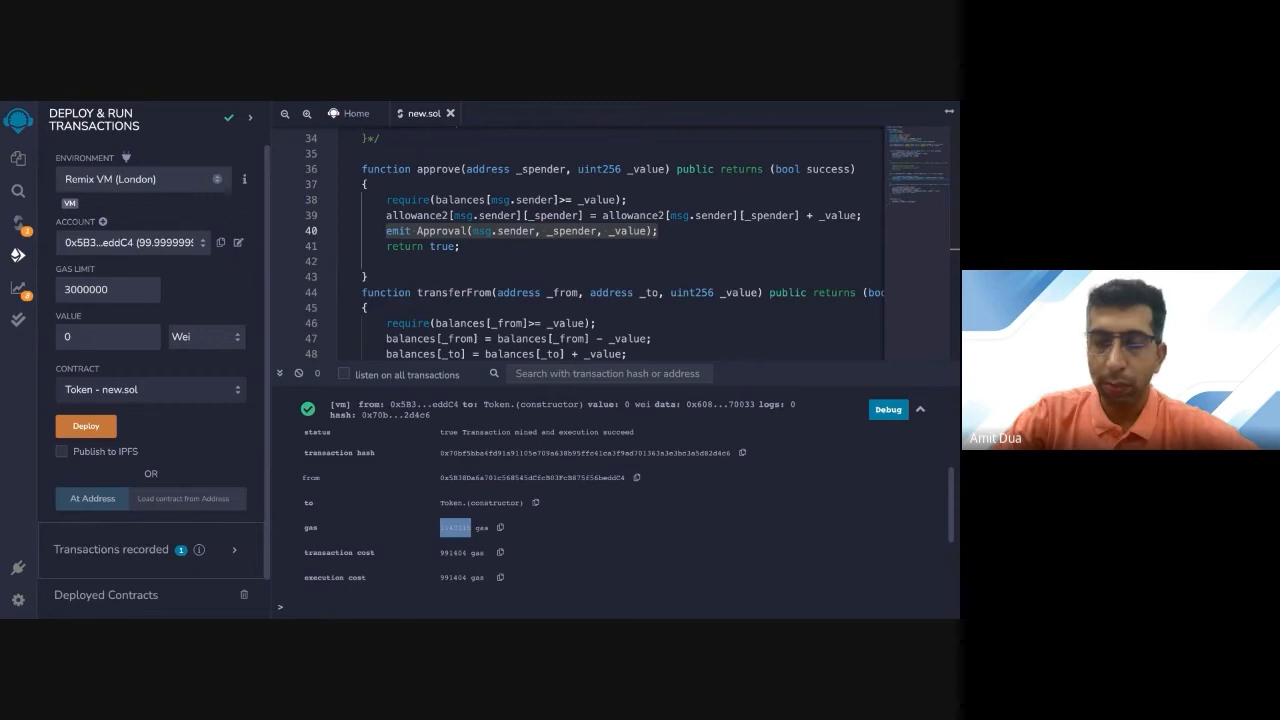 DEPLOY & RUN
TRANSACTIONS
ENVIRONMENT
Remix VM (London)
VM
ACCOUNT
0x5B3...eddC4 (99.9999999
GAS LIMIT
3000000
VALUE
0
Wei
CONTRACT
Token - new.sol
Deploy
Publish to IPFS
OR
At Address
Load contract from Address
Transactions recorded 1
Deployed Contracts
Home
new.sol
34 }*/
35
36 function approve(address _spender, uint256 _value) public returns (bool success)
37 {
38 require(balances[msg.sender]>= _value);
39 allowance2[msg.sender][_spender] = allowance2[msg.sender][_spender] + _value;
40 emit Approval(msg.sender, _spender, _value);
41 return true;
42
43 }
44 function transferFrom(address _from, address _to, uint256 _value) public returns (boo
45 {
46 require(balances[_from]>= _value);
47 balances[_from] = balances[_from] - _value;
48 balances[_to] = balances[_to] + _value;
0
listen on all transactions
Search with transaction hash or address
[vm] from: 0x5B3...eddC4 to: Token.(constructor) value: 0 wei data: 0x608...70033 logs: 0
hash: 0x70b...2d4c6
Debug
status true Transaction mined and execution succeed
transaction hash
from
to Token.(constructor)
gas gas
transaction cost 991404 gas
execution cost 991404 gas
>
Amit Dua